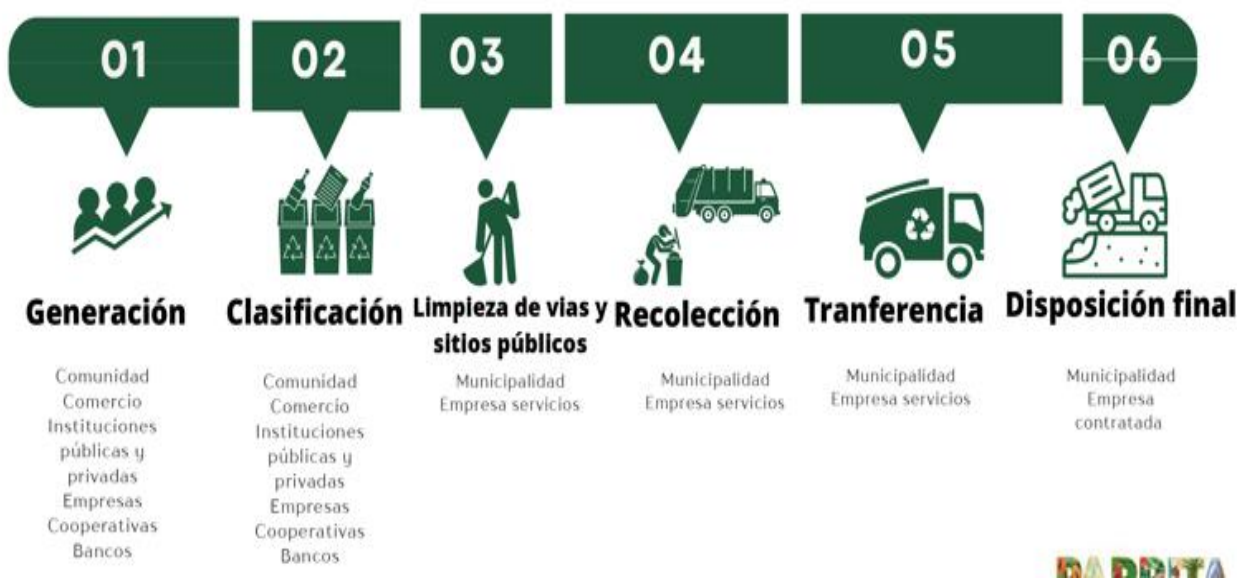 01
02
03
04
05
06
Generación
Clasificación
Limpieza de vias y
sitios públicos
Recolección
Tranferencia
Disposición final
Comunidad
Comercio
Instituciones
públicas y
privadas
Empresas
Cooperativas
Bancos
Comunidad
Comercio
Instituciones
públicas y
privadas
Empresas
Cooperativas
Bancos
Municipalidad
Empresa servicios
Municipalidad
Empresa servicios
Municipalidad
Empresa servicios
Municipalidad
Empresa
contratada
PARRITA